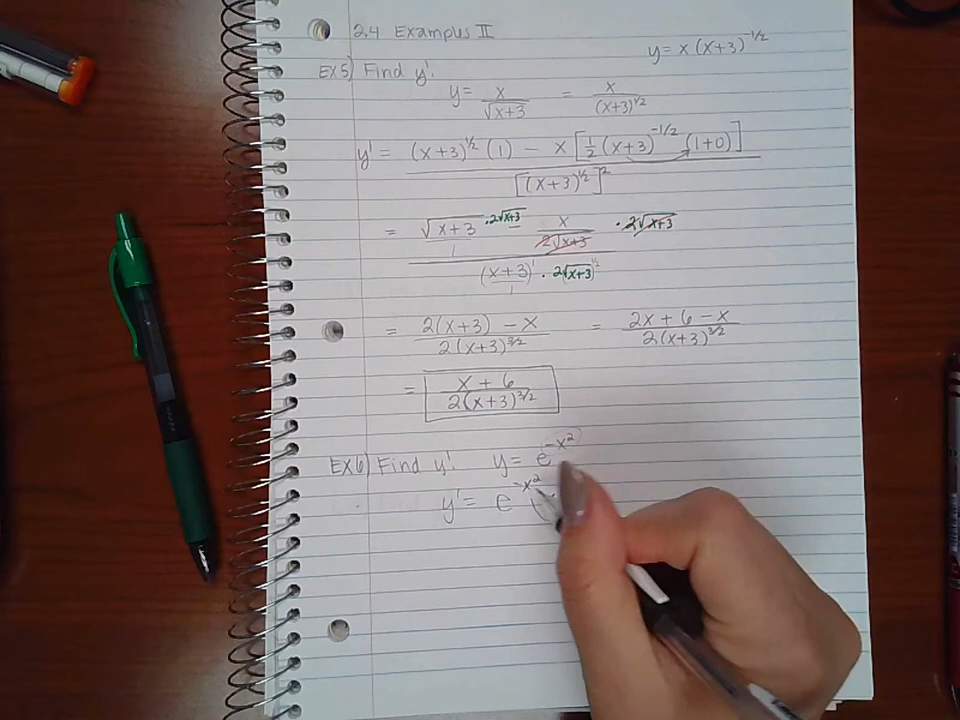 2.4 Examples II
y = x (x+3)^{-1/2}
EX5) Find y'.
y = x/√(x+3) = x/(x+3)^{1/2}
y' = ((x+3)^{1/2} (1) - x[1/2 (x+3)^{-1/2} (1+0)])/[(x+3)^{1/2}]^2
= (√(x+3)/1 · 2√(x+3) x/(2√(x+3)) · 2√(x+3))/((x+3)^1/1 · 2√(x+3)^{1/2})
= (2(x+3) - x)/(2(x+3)^{3/2}) = (2x + 6 - x)/(2(x+3)^{3/2})
= (x + 6)/(2(x+3)^{3/2})
EX6) Find y'. y = e^{-x^2}
y' = e^{-x^2} (